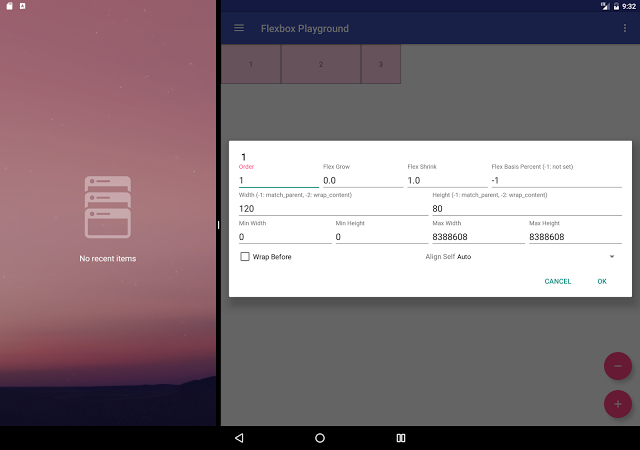 9:32
Flexbox Playground
1
2
3
1
Order
Flex Grow
Flex Shrink
Flex Basis Percent (-1: not set)
1
0.0
1.0
-1
Width (-1: match_parent, -2: wrap_content)
Height (-1: match_parent, -2: wrap_content)
120
80
Min Width
Min Height
Max Width
Max Height
0
0
8388608
8388608
Wrap Before
Align Self Auto
CANCEL
OK
No recent items